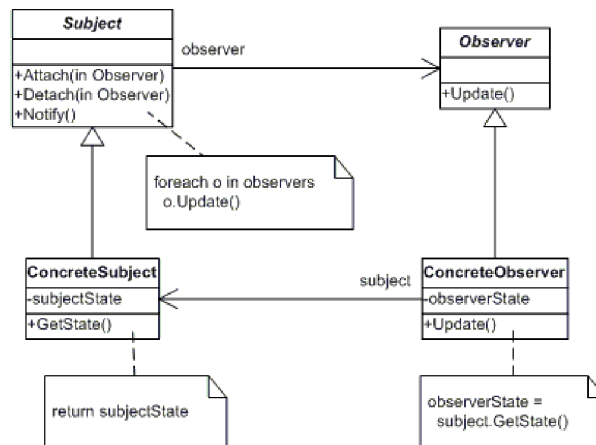 Subject
+Attach(in Observer)
+Detach(in Observer)
+Notify()
observer
Observer
+Update()
foreach o in observers
o.Update()
ConcreteSubject
-subjectState
+GetState()
subject
ConcreteObserver
-observerState
+Update()
return subjectState
observerState =
subject.GetState()